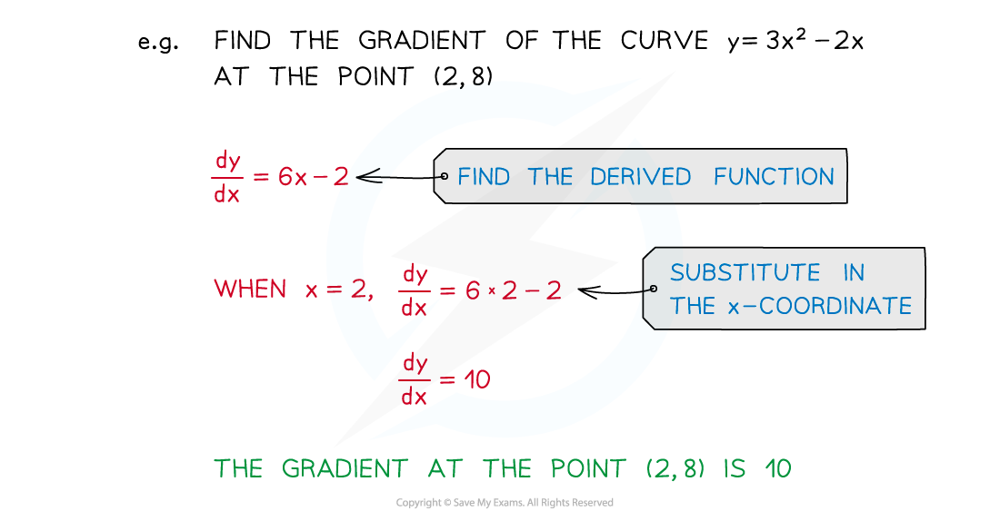 e.g. FIND THE GRADIENT OF THE CURVE y= 3x² – 2x
AT THE POINT (2,8)
dy/dx = 6x – 2
FIND THE DERIVED FUNCTION
WHEN x = 2, dy/dx = 6 × 2 – 2
SUBSTITUTE IN
THE x–COORDINATE
dy/dx = 10
THE GRADIENT AT THE POINT (2,8) IS 10
Copyright © Save My Exams. All Rights Reserved